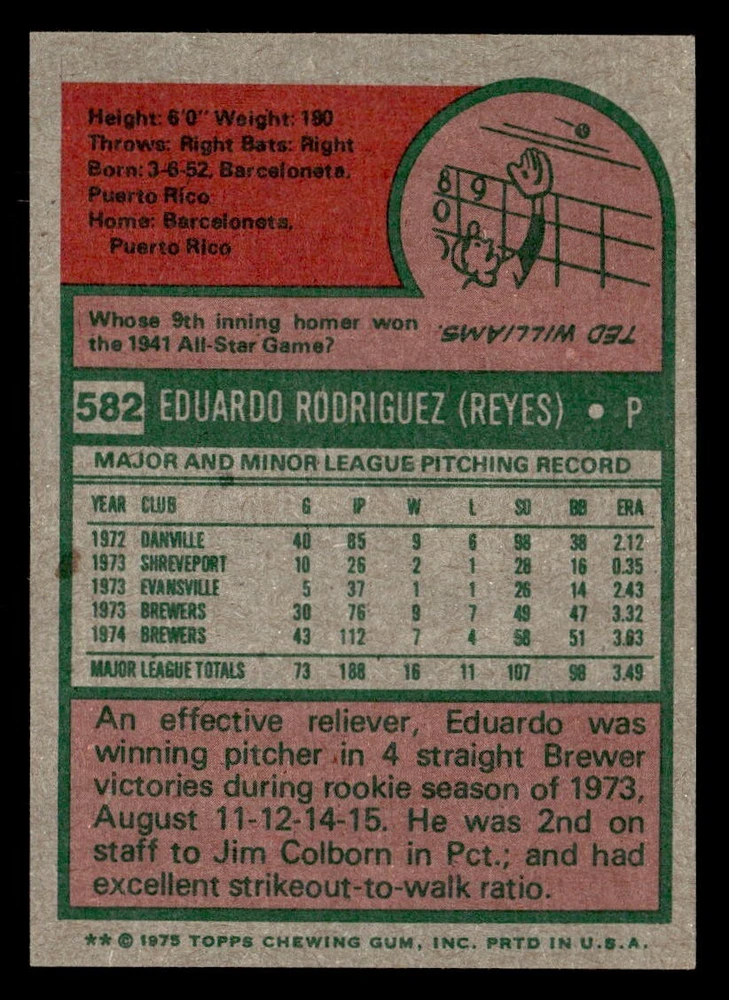 Height: 6'0" Weight: 180
Throws: Right Bats: Right
Born: 3-6-52, Barceloneta,
Puerto Rico
Home: Barceloneta,
Puerto Rico
8 9
0
Whose 9th inning homer won
the 1941 All-Star Game?
TED WILLIAMS.
582 EDUARDO RODRIGUEZ (REYES) • P
MAJOR AND MINOR LEAGUE PITCHING RECORD
YEAR CLUB G IP W L SO BB ERA
1972 DANVILLE 40 85 9 6 98 38 2.12
1973 SHREVEPORT 10 26 2 1 28 16 0.35
1973 EVANSVILLE 5 37 1 1 26 14 2.43
1973 BREWERS 30 76 9 7 49 47 3.32
1974 BREWERS 43 112 7 4 58 51 3.63
MAJOR LEAGUE TOTALS 73 188 16 11 107 98 3.49
An effective reliever, Eduardo was
winning pitcher in 4 straight Brewer
victories during rookie season of 1973,
August 11-12-14-15. He was 2nd on
staff to Jim Colborn in Pct.; and had
excellent strikeout-to-walk ratio.
** © 1975 TOPPS CHEWING GUM, INC. PRTD IN U.S.A.